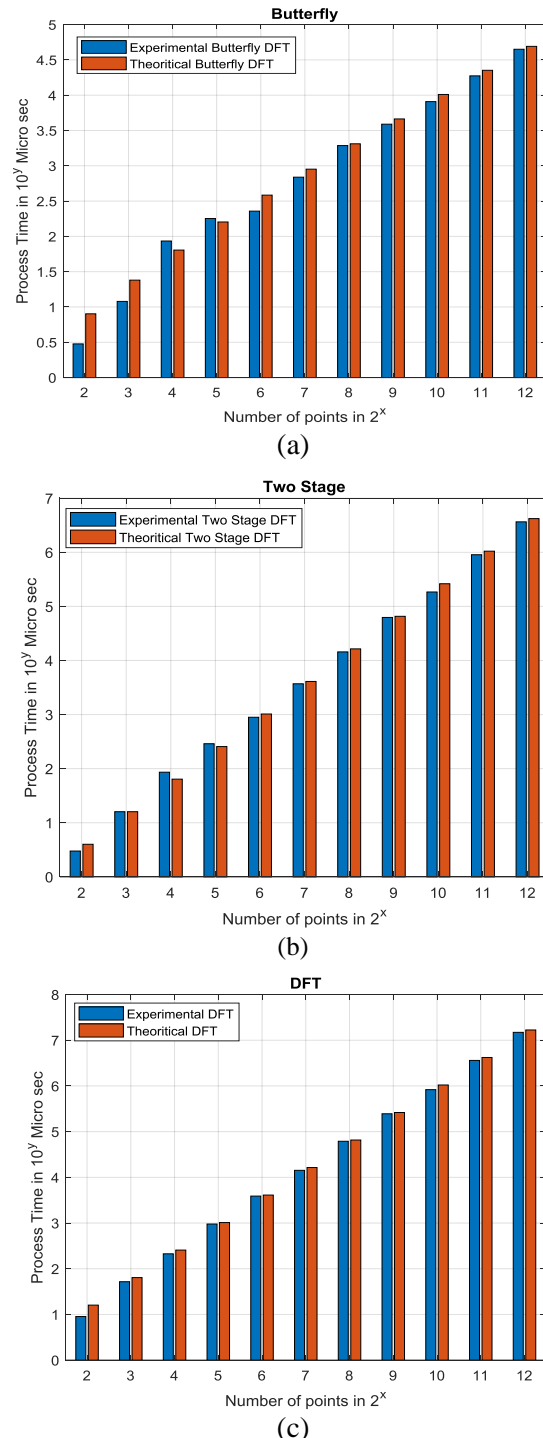 Butterfly
Experimental Butterfly DFT
Theoritical Butterfly DFT
Process Time in 10^y Micro sec
5
4.5
4
3.5
3
2.5
2
1.5
1
0.5
0
2 3 4 5 6 7 8 9 10 11 12
Number of points in 2^x
(a)
Two Stage
Experimental Two Stage DFT
Theoritical Two Stage DFT
Process Time in 10^y Micro sec
7
6
5
4
3
2
1
0
2 3 4 5 6 7 8 9 10 11 12
Number of points in 2^x
(b)
DFT
Experimental DFT
Theoritical DFT
Process Time in 10^y Micro sec
8
7
6
5
4
3
2
1
0
2 3 4 5 6 7 8 9 10 11 12
Number of points in 2^x
(c)